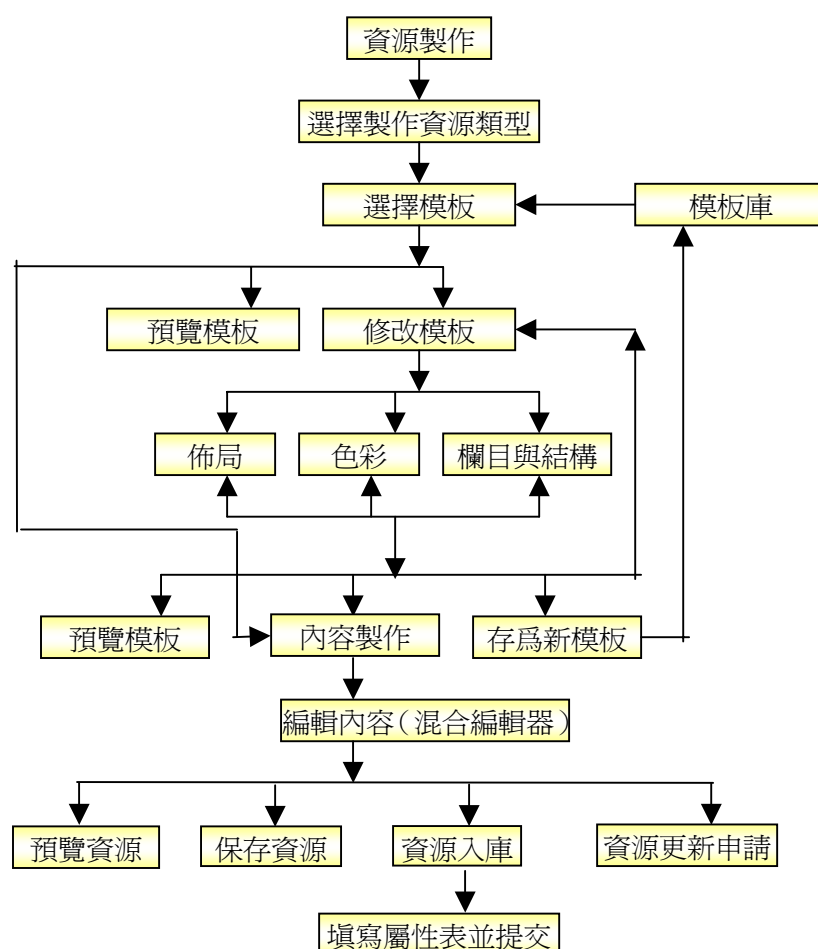 資源製作
選擇製作資源類型
選擇模板
模板庫
預覽模板
修改模板
佈局
色彩
欄目與結構
預覽模板
內容製作
存爲新模板
編輯內容（混合編輯器）
預覽資源
保存資源
資源入庫
資源更新申請
填寫屬性表並提交